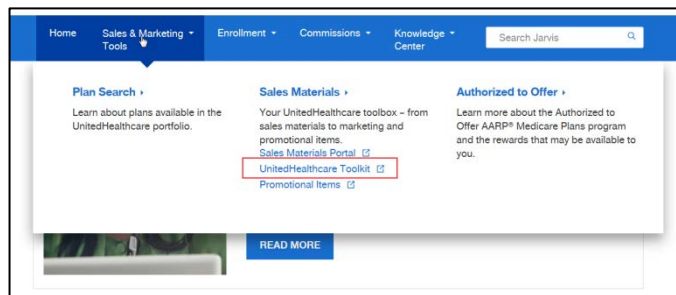 Home
Sales & Marketing
Tools
Enrollment
Commissions
Knowledge
Center
Search Jarvis
Plan Search ›
Learn about plans available in the
UnitedHealthcare portfolio.
Sales Materials ›
Your UnitedHealthcare toolbox – from
sales materials to marketing and
promotional items.
Sales Materials Portal
UnitedHealthcare Toolkit
Promotional Items
Authorized to Offer ›
Learn more about the Authorized to
Offer AARP® Medicare Plans program
and the rewards that may be available to
you.
READ MORE